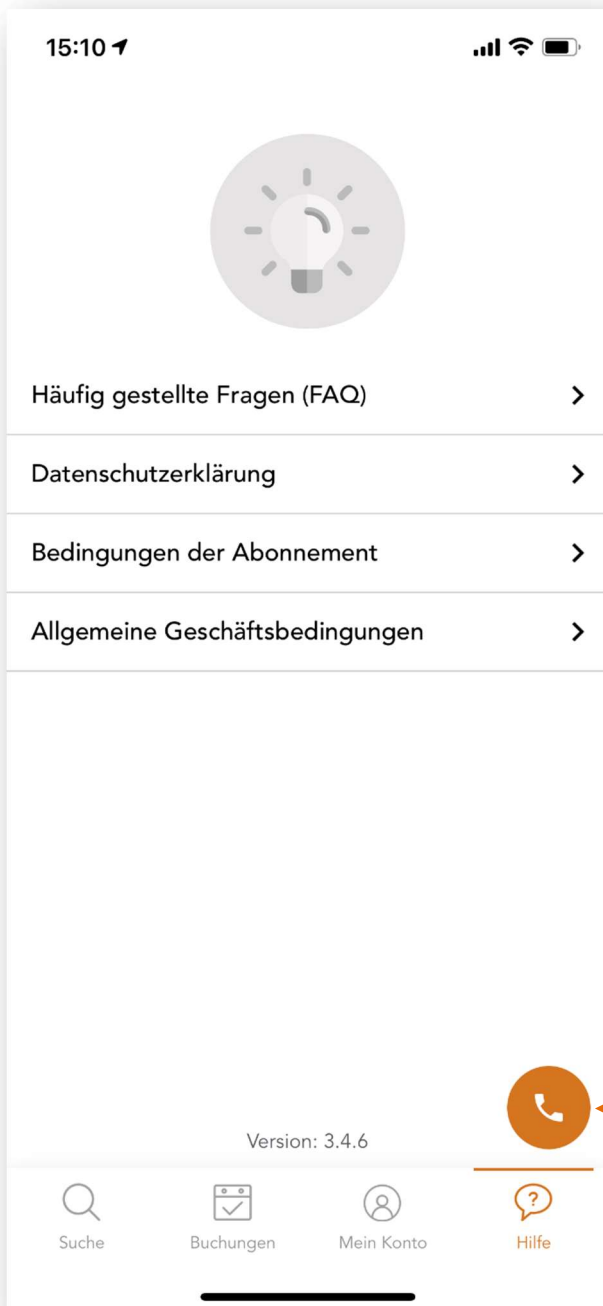 15:10
Häufig gestellte Fragen (FAQ)
Datenschutzerklärung
Bedingungen der Abonnement
Allgemeine Geschäftsbedingungen
Version: 3.4.6
Suche
Buchungen
Mein Konto
Hilfe